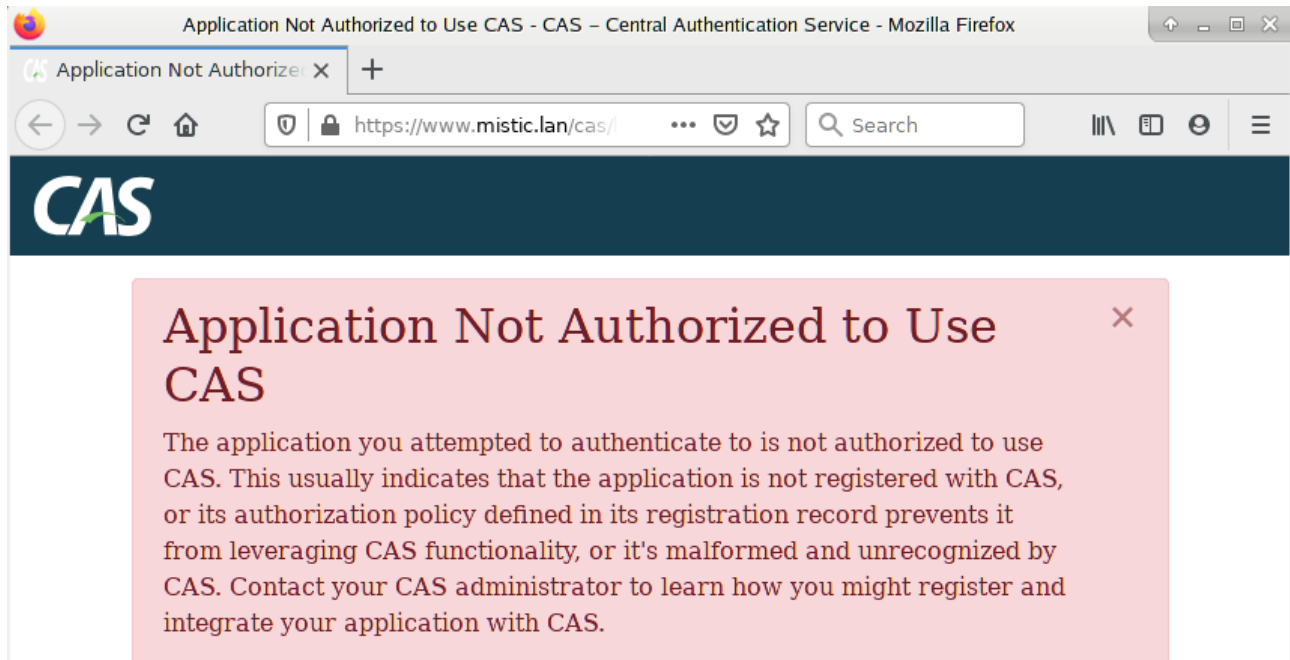 Application Not Authorized to Use CAS - CAS – Central Authentication Service - Mozilla Firefox
Application Not Authorize
https://www.mistic.lan/cas/
Search
CAS
Application Not Authorized to Use
CAS
The application you attempted to authenticate to is not authorized to use
CAS. This usually indicates that the application is not registered with CAS,
or its authorization policy defined in its registration record prevents it
from leveraging CAS functionality, or it's malformed and unrecognized by
CAS. Contact your CAS administrator to learn how you might register and
integrate your application with CAS.